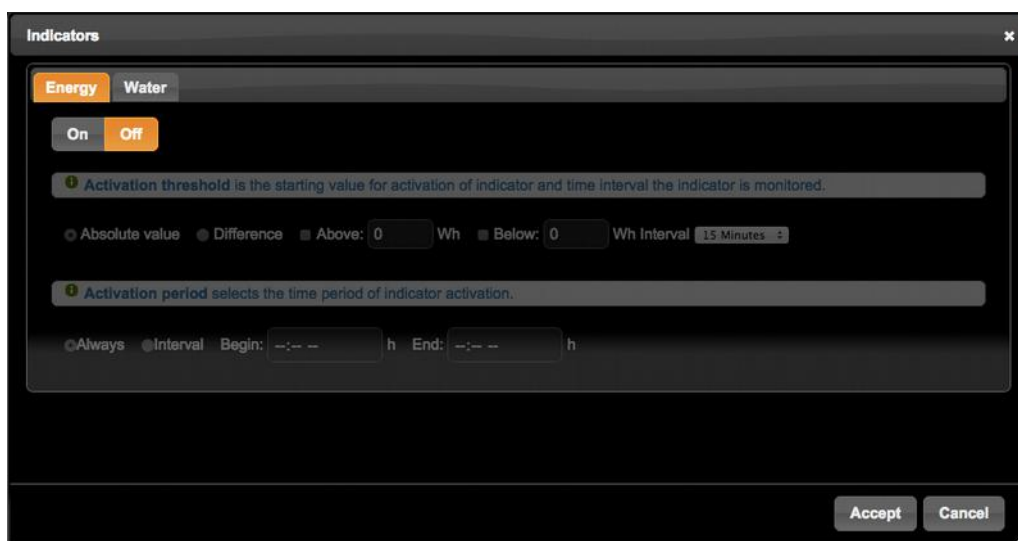 Indicators
Energy Water
On Off
Activation threshold is the starting value for activation of indicator and time interval the indicator is monitored.
Absolute value Difference Above: 0 Wh Below: 0 Wh Interval 15 Minutes
Activation period selects the time period of indicator activation.
Always Interval Begin: --:-- -- h End: --:-- -- h
Accept Cancel